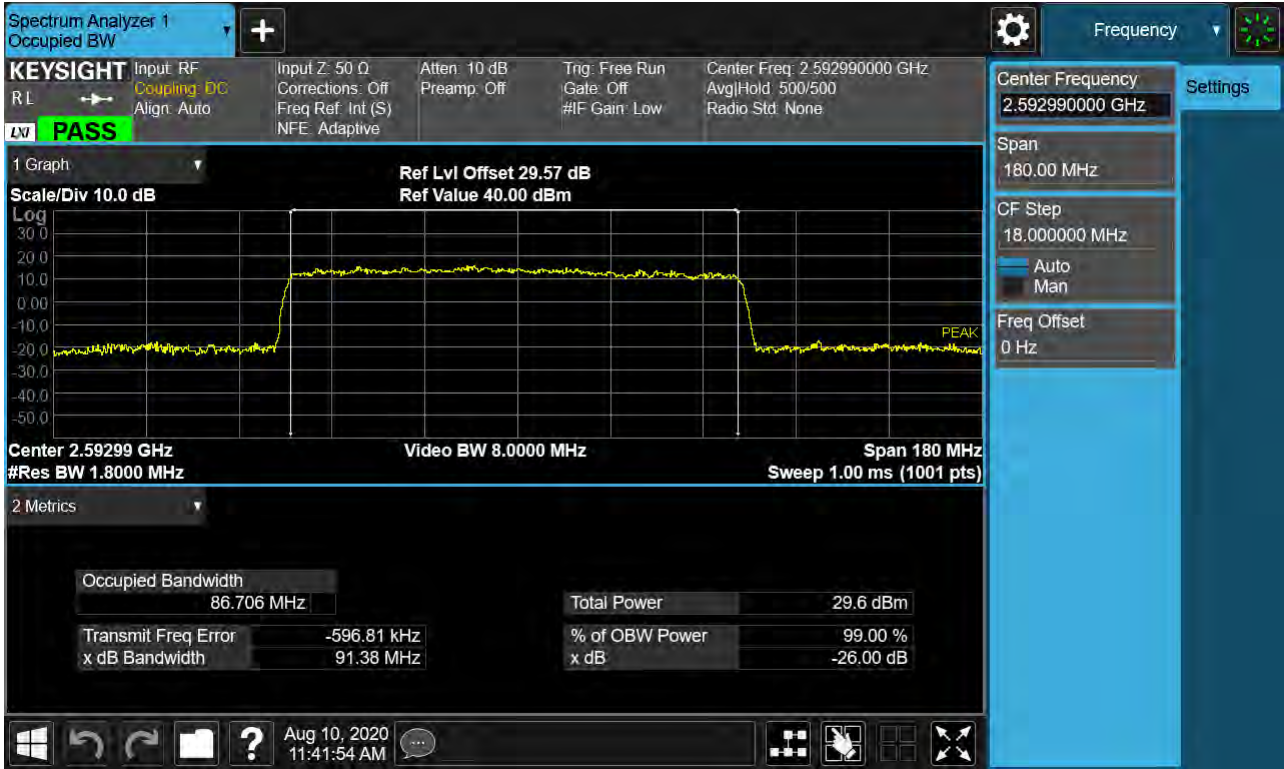 Spectrum Analyzer 1
Occupied BW
+
Frequency
KEYSIGHT
RL
LXI PASS
Input: RF
Coupling: DC
Align: Auto
Input Z: 50 Ω
Corrections: Off
Freq Ref: Int (S)
NFE: Adaptive
Atten: 10 dB
Preamp: Off
Trig: Free Run
Gate: Off
#IF Gain: Low
Center Freq: 2.592990000 GHz
Avg|Hold: 500/500
Radio Std: None
Center Frequency
2.592990000 GHz
Settings
Span
180.00 MHz
CF Step
18.000000 MHz
Auto
Man
Freq Offset
0 Hz
1 Graph
Scale/Div 10.0 dB
Ref Lvl Offset 29.57 dB
Ref Value 40.00 dBm
Log
30.0
20.0
10.0
0.00
-10.0
-20.0
-30.0
-40.0
-50.0
PEAK
Center 2.59299 GHz
#Res BW 1.8000 MHz
Video BW 8.0000 MHz
Span 180 MHz
Sweep 1.00 ms (1001 pts)
2 Metrics
Occupied Bandwidth
86.706 MHz
Transmit Freq Error -596.81 kHz
x dB Bandwidth 91.38 MHz
Total Power 29.6 dBm
% of OBW Power 99.00 %
x dB -26.00 dB
?
Aug 10, 2020
11:41:54 AM